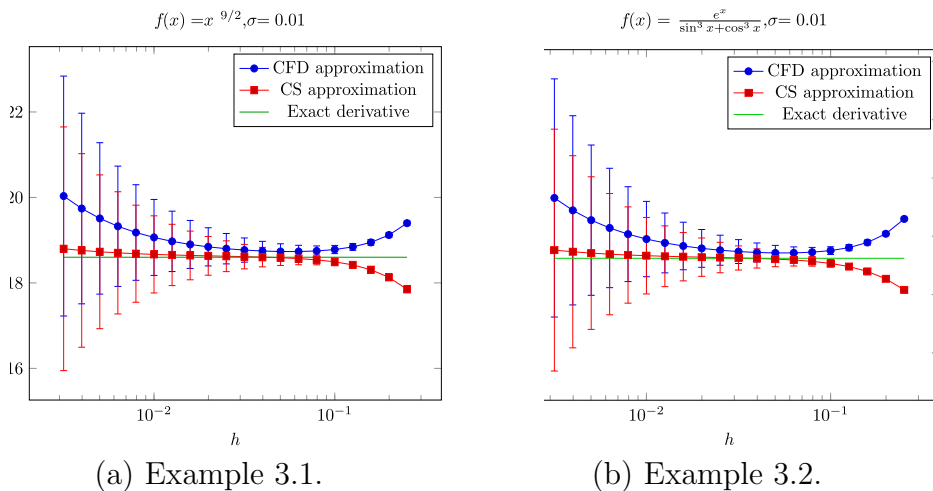 f(x) = x^{9/2}, σ = 0.01
CFD approximation
CS approximation
Exact derivative
22
20
18
16
10^{-2}
10^{-1}
h
(a) Example 3.1.
f(x) = \frac{e^x}{\sin^3 x + \cos^3 x}, σ = 0.01
CFD approximation
CS approximation
Exact derivative
10^{-2}
10^{-1}
h
(b) Example 3.2.